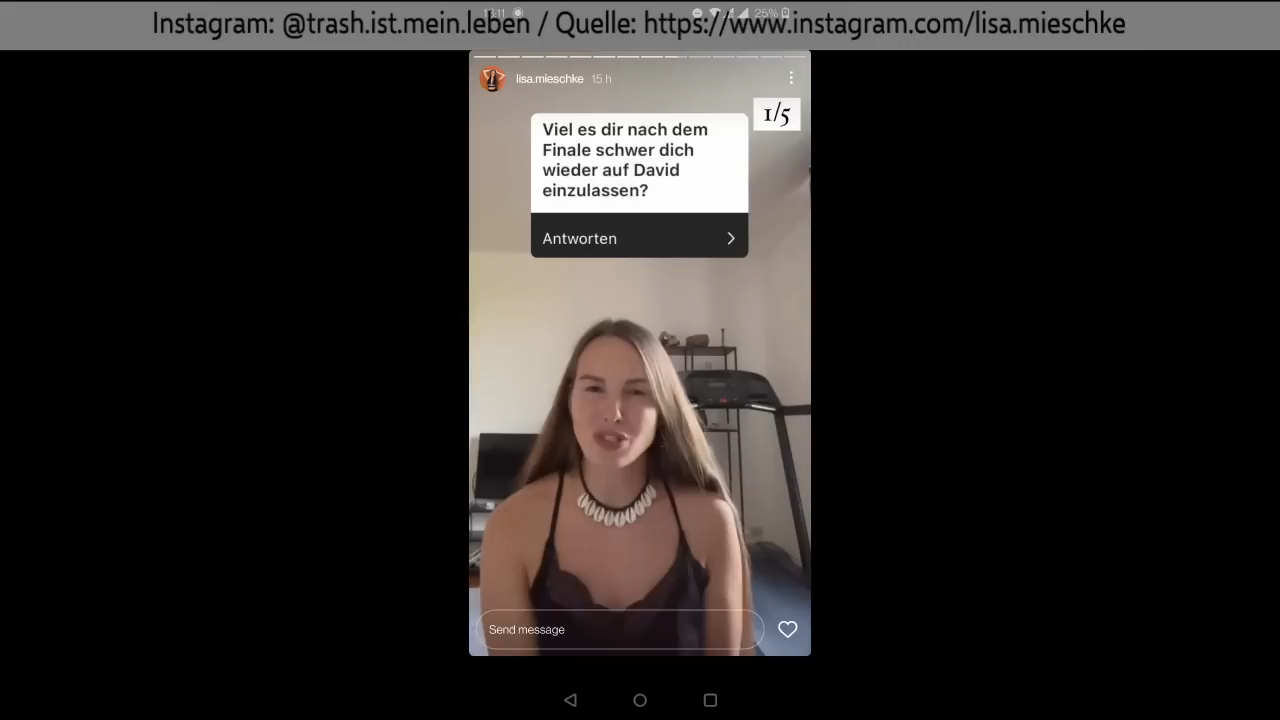 Instagram: @trash.ist.mein.leben / Quelle: https://www.instagram.com/lisa.mieschke
25%
lisa.mieschke 15 h
1/5
Viel es dir nach dem
Finale schwer dich
wieder auf David
einzulassen?
Antworten
Send message